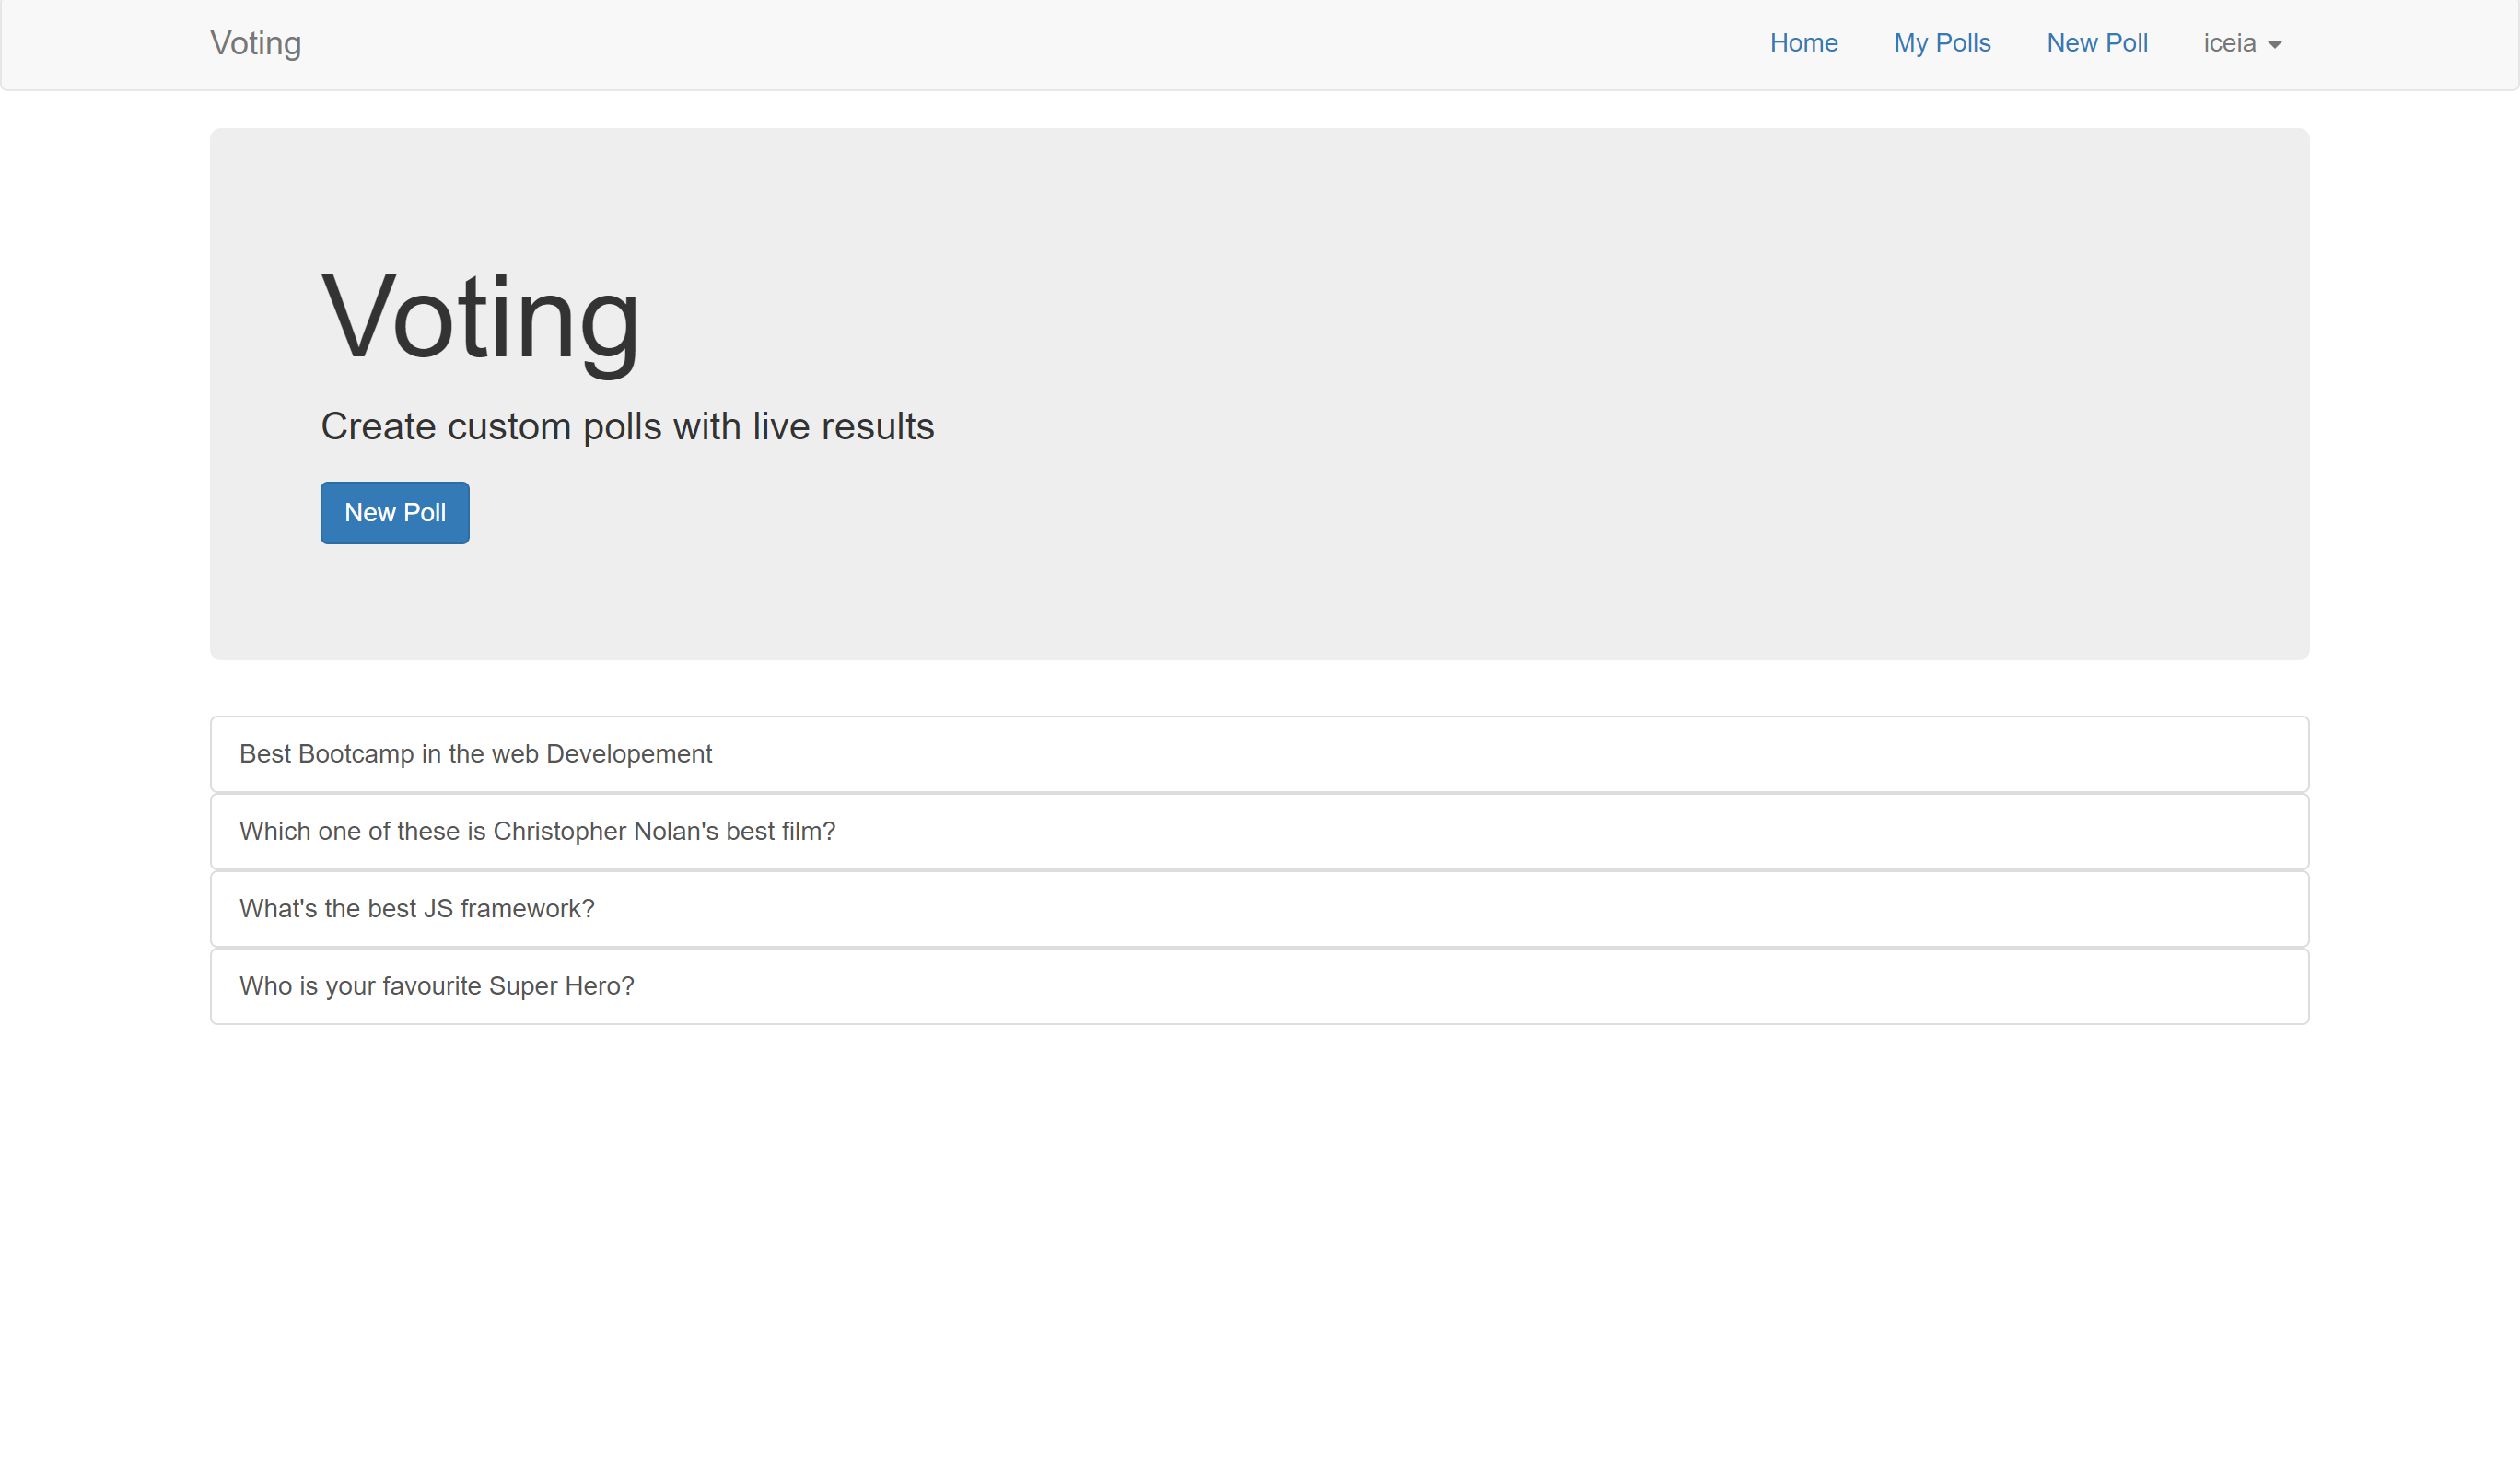 Voting
Home
My Polls
New Poll
iceia
Voting
Create custom polls with live results
New Poll
Best Bootcamp in the web Developement
Which one of these is Christopher Nolan's best film?
What's the best JS framework?
Who is your favourite Super Hero?